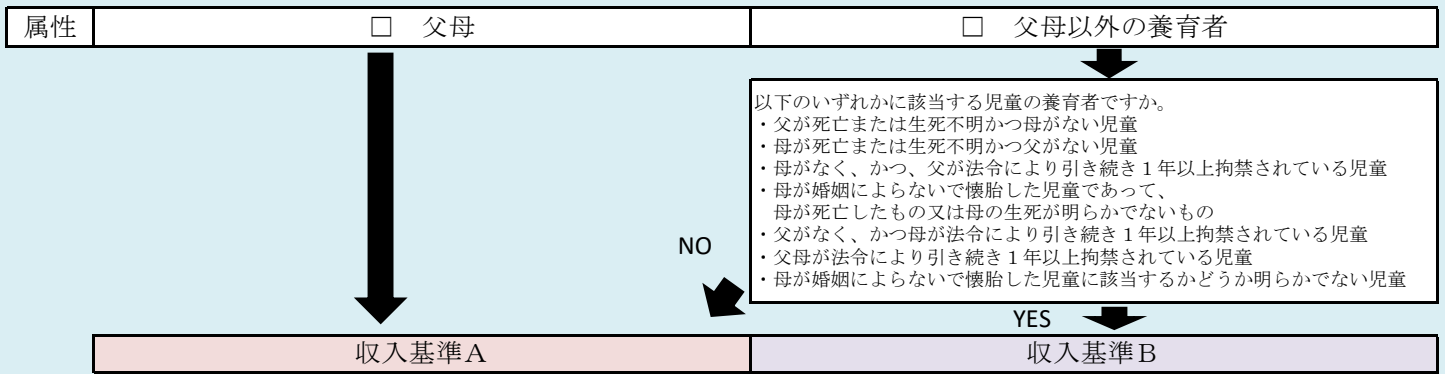 属性
□ 父母
□ 父母以外の養育者
以下のいずれかに該当する児童の養育者ですか。
・父が死亡または生死不明かつ母がない児童
・母が死亡または生死不明かつ父がない児童
・母がなく、かつ、父が法令により引き続き１年以上拘禁されている児童
・母が婚姻によらないで懐胎した児童であって、
母が死亡したもの又は母の生死が明らかでないもの
・父がなく、かつ母が法令により引き続き１年以上拘禁されている児童
・父母が法令により引き続き１年以上拘禁されている児童
・母が婚姻によらないで懐胎した児童に該当するかどうか明らかでない児童
NO
YES
収入基準Ａ
収入基準Ｂ